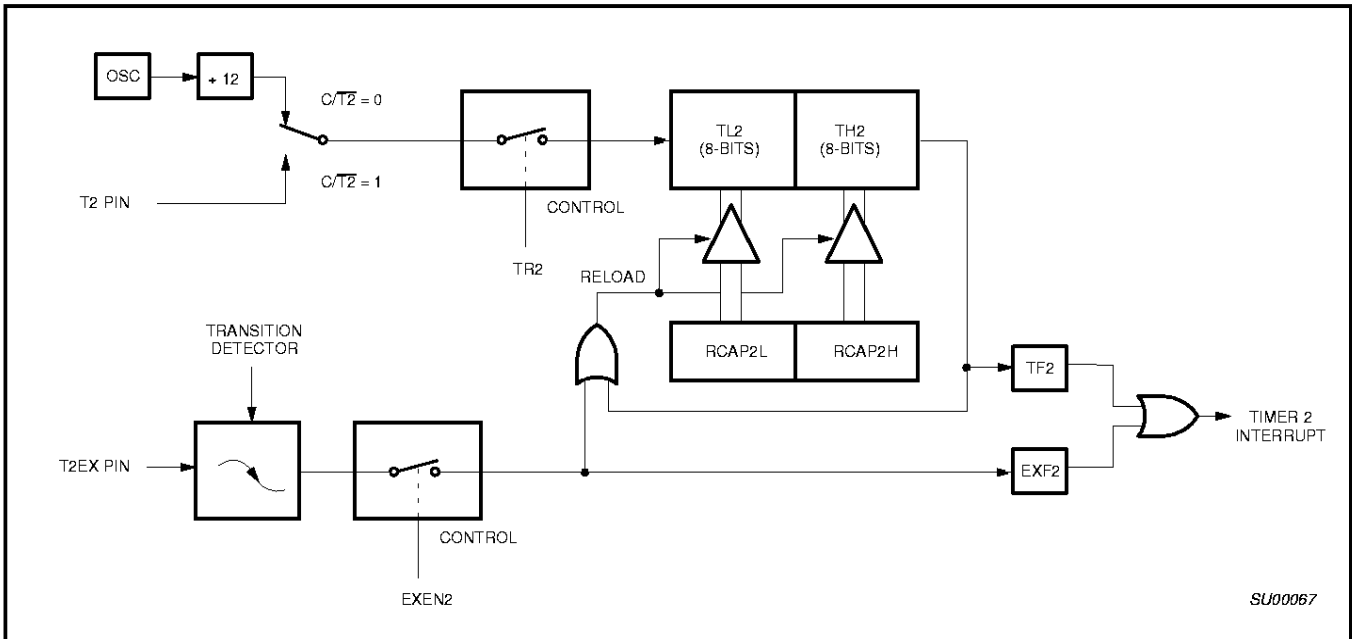 OSC
+ 12
C/T2̅ = 0
C/T2̅ = 1
T2 PIN
CONTROL
TR2
TL2
(8-BITS)
TH2
(8-BITS)
RELOAD
RCAP2L
RCAP2H
TRANSITION
DETECTOR
T2EX PIN
CONTROL
EXEN2
TF2
EXF2
TIMER 2
INTERRUPT
SU00067